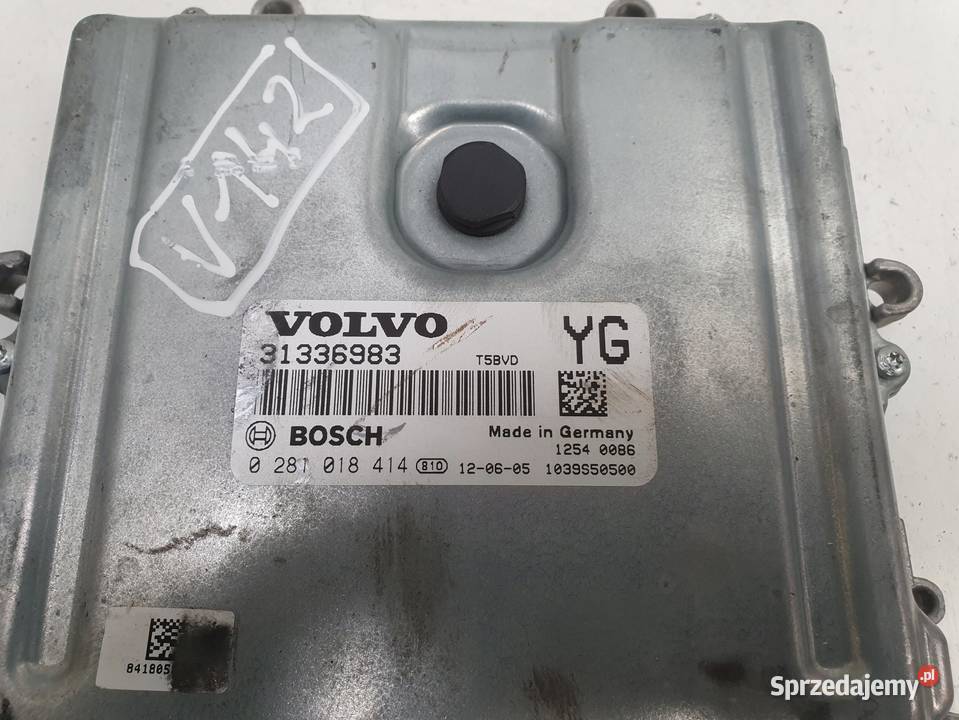 V142
VOLVO
31336983 T5BVD YG
BOSCH Made in Germany
1254 0086
0 281 018 414 810 12-06-05 1039S50500
Sprzedajemy.pl